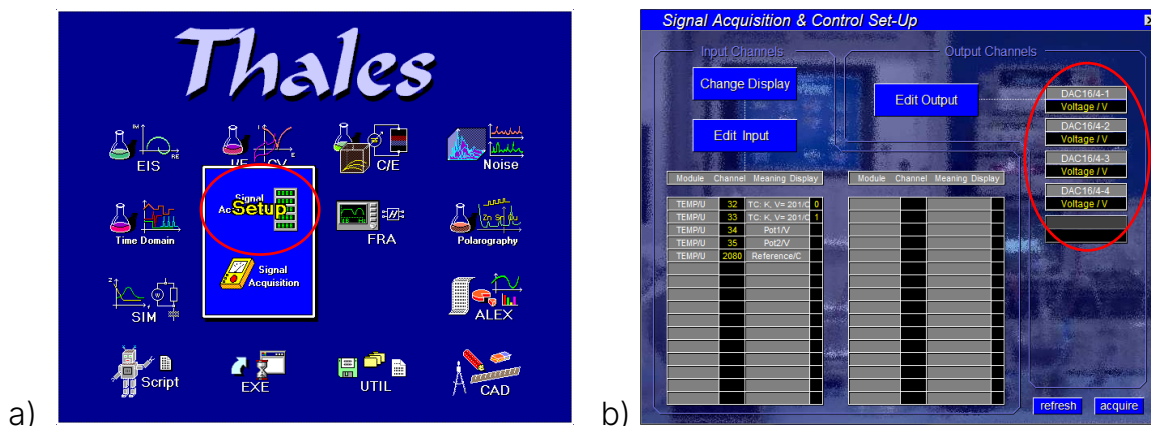 Thales
EIS
I/E
CV
C/E
Noise
Signal
Setup
Time Domain
FRA
Polarography
Signal
Acquisition
SIM
ALEX
Script
EXE
UTIL
CAD
a)
Signal Acquisition & Control Set-Up
Input Channels
Output Channels
Change Display
Edit Output
Edit Input
DAC16/4-1
Voltage / V
DAC16/4-2
Voltage / V
DAC16/4-3
Voltage / V
DAC16/4-4
Voltage / V
Module Channel Meaning Display
TEMP/U 32 TC: K, V= 201/C 0
TEMP/U 33 TC: K, V= 201/C 1
TEMP/U 34 Pot1/V
TEMP/U 35 Pot2/V
TEMP/U 2080 Reference/C
Module Channel Meaning Display
refresh acquire
b)